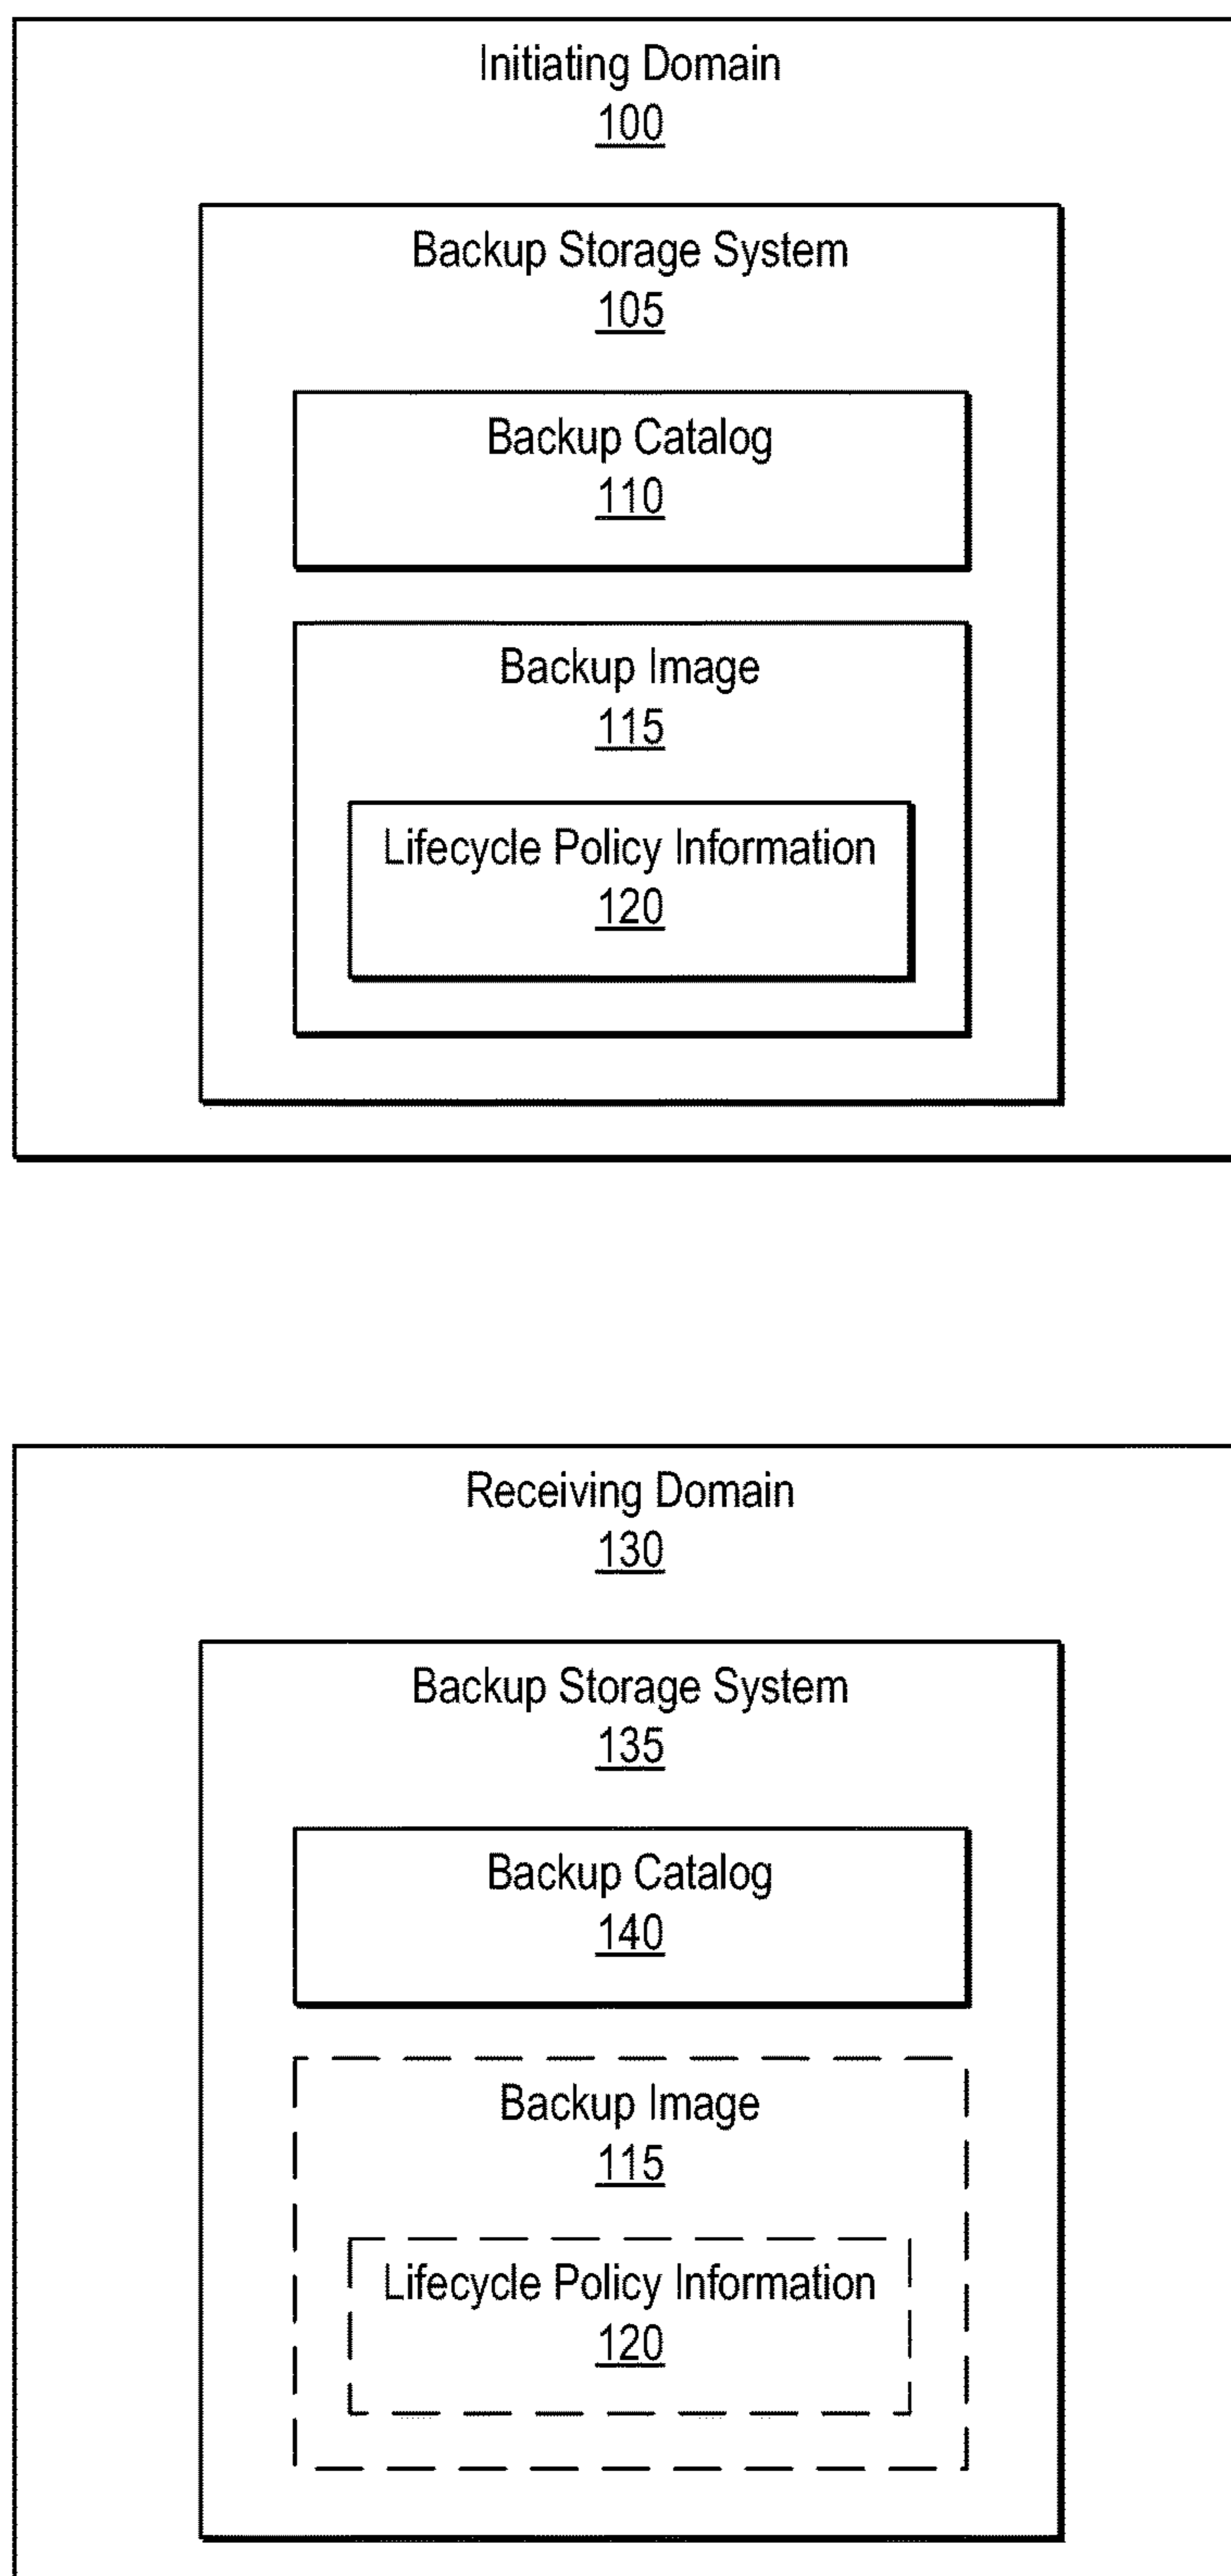 Initiating Domain
100
Backup Storage System
105
Backup Catalog
110
Backup Image
115
Lifecycle Policy Information
120
Receiving Domain
130
Backup Storage System
135
Backup Catalog
140
Backup Image
115
Lifecycle Policy Information
120